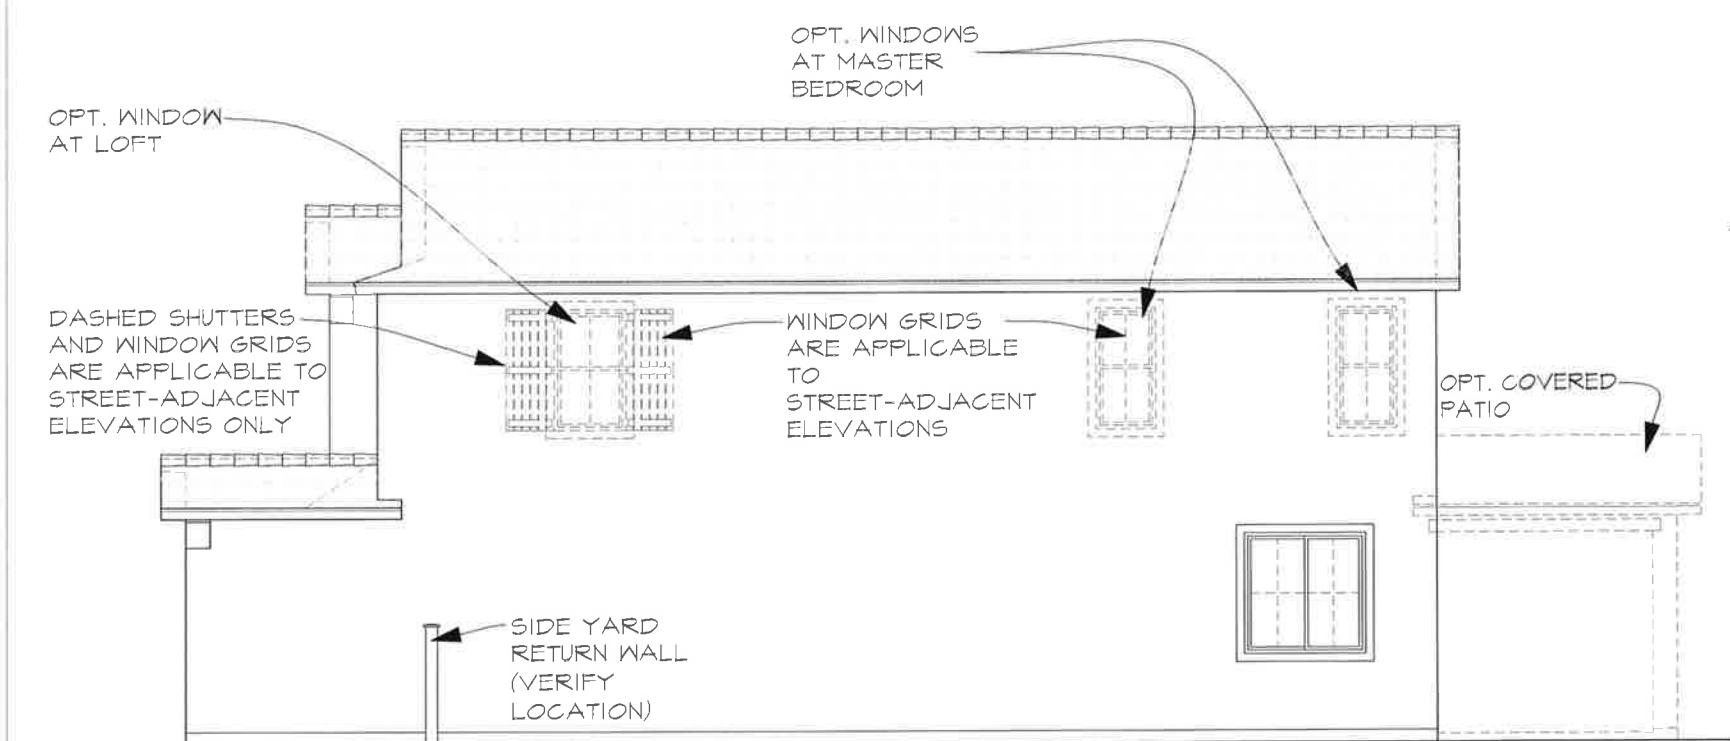 OPT. WINDOWS
AT MASTER
BEDROOM
OPT. WINDOW
AT LOFT
DASHED SHUTTERS
AND WINDOW GRIDS
ARE APPLICABLE TO
STREET-ADJACENT
ELEVATIONS ONLY
WINDOW GRIDS
ARE APPLICABLE
TO
STREET-ADJACENT
ELEVATIONS
OPT. COVERED
PATIO
SIDE YARD
RETURN WALL
(VERIFY
LOCATION)